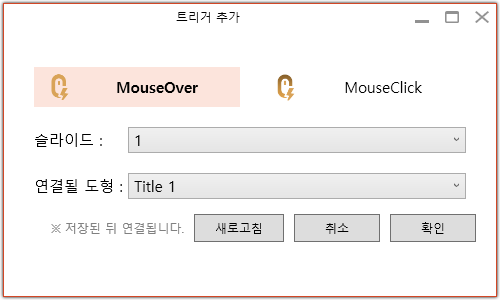 트리거 추가
MouseOver MouseClick
슬라이드 : 1
연결될 도형 : Title 1
※ 저장된 뒤 연결됩니다. 새로고침 취소 확인